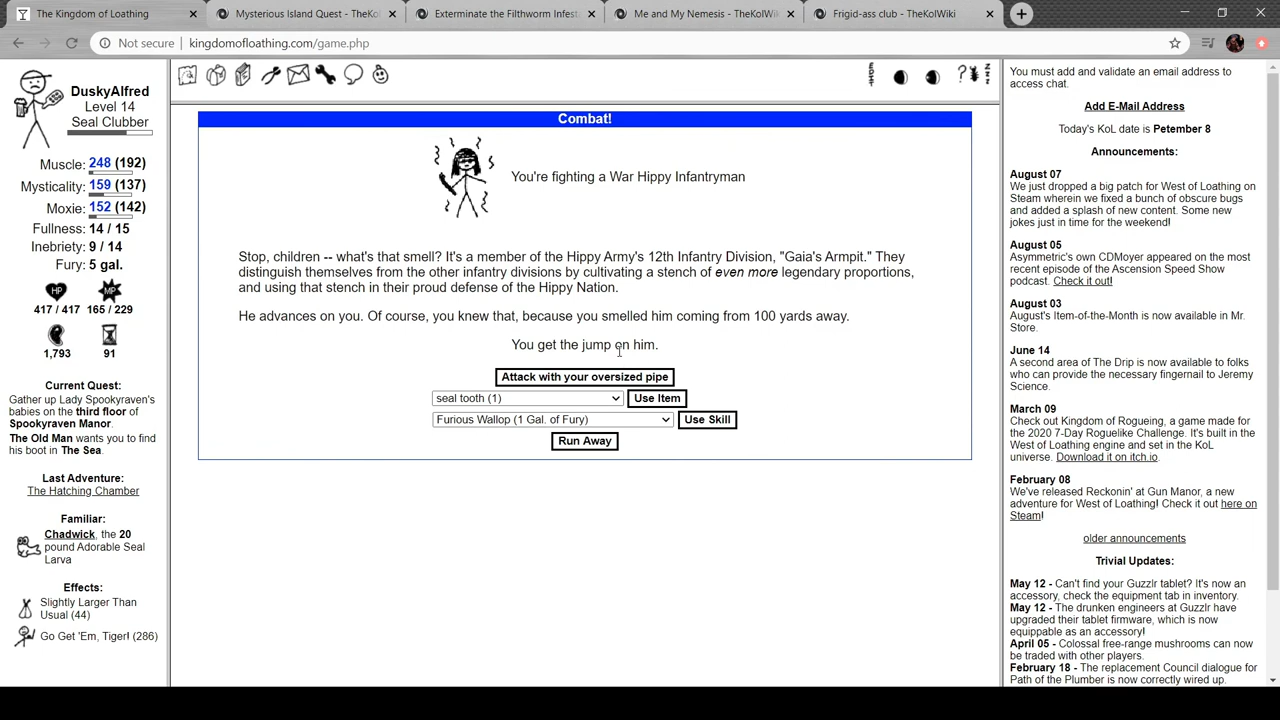 The Kingdom of Loathing
Mysterious Island Quest - TheKol
Exterminate the Filthworm Infest
Me and My Nemesis - TheKolWiki
Frigid-ass club - TheKolWiki
Not secure
kingdomofloathing.com/game.php
DuskyAlfred
Level 14
Seal Clubber
Muscle: 248 (192)
Mysticality: 159 (137)
Moxie: 152 (142)
Fullness: 14 / 15
Inebriety: 9 / 14
Fury: 5 gal.
HP
MP
417 / 417
165 / 229
1,793
91
Current Quest:
Gather up Lady Spookyraven's
babies on the third floor of
Spookyraven Manor.
The Old Man wants you to find
his boot in The Sea.
Last Adventure:
The Hatching Chamber
Familiar:
Chadwick, the 20
pound Adorable Seal
Larva
Effects:
Slightly Larger Than
Usual (44)
Go Get 'Em, Tiger! (286)
Combat!
You're fighting a War Hippy Infantryman
Stop, children -- what's that smell? It's a member of the Hippy Army's 12th Infantry Division, "Gaia's Armpit." They
distinguish themselves from the other infantry divisions by cultivating a stench of even more legendary proportions,
and using that stench in their proud defense of the Hippy Nation.
He advances on you. Of course, you knew that, because you smelled him coming from 100 yards away.
You get the jump on him.
Attack with your oversized pipe
seal tooth (1)
Use Item
Furious Wallop (1 Gal. of Fury)
Use Skill
Run Away
You must add and validate an email address to
access chat.
Add E-Mail Address
Today's KoL date is Petember 8
Announcements:
August 07
We just dropped a big patch for West of Loathing on
Steam wherein we fixed a bunch of obscure bugs
and added a splash of new content. Some new
jokes just in time for the weekend!
August 05
Asymmetric's own CDMoyer appeared on the most
recent episode of the Ascension Speed Show
podcast. Check it out!
August 03
August's Item-of-the-Month is now available in Mr.
Store.
June 14
A second area of The Drip is now available to folks
who can provide the necessary fingernail to Jeremy
Science.
March 09
Check out Kingdom of Rogueing, a game made for
the 2020 7-Day Roguelike Challenge. It's built in the
West of Loathing engine and set in the KoL
universe. Download it on itch.io.
February 08
We've released Reckonin' at Gun Manor, a new
adventure for West of Loathing! Check it out here on
Steam!
older announcements
Trivial Updates:
May 12 - Can't find your Guzzlr tablet? It's now an
accessory, check the equipment tab in inventory.
May 12 - The drunken engineers at Guzzlr have
upgraded their tablet firmware, which is now
equippable as an accessory!
April 05 - Colossal free-range mushrooms can now
be traded with other players.
February 18 - The replacement Council dialogue for
Path of the Plumber is now correctly wired up.